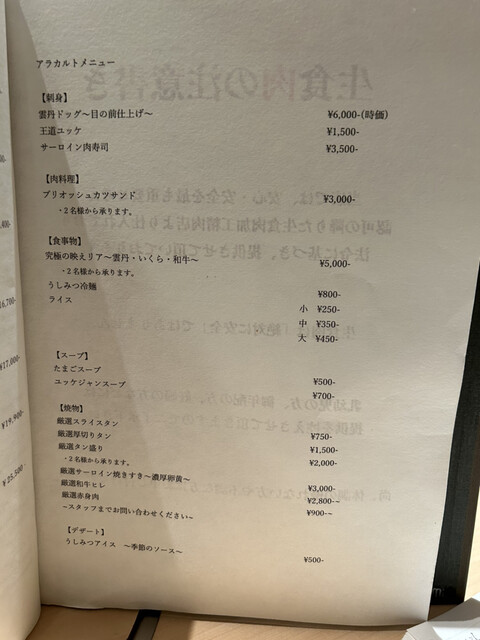 アラカルトメニュー
【刺身】
雲丹ドッグ～目の前仕上げ～ ¥6,000-(時価)
王道ユッケ ¥1,500-
サーロイン肉寿司 ¥3,500-
【肉料理】
ブリオッシュカツサンド ¥3,000-
・2名様から承ります。
【食事物】
究極の映えリア～雲丹・いくら・和牛～ ¥5,000-
・2名様から承ります。
うしみつ冷麺 ¥800-
ライス 小 ¥250-
中 ¥350-
大 ¥450-
【スープ】
たまごスープ ¥500-
ユッケジャンスープ ¥700-
【焼物】
厳選スライスタン ¥750-
厳選厚切りタン ¥1,500-
厳選タン盛り ¥2,000-
・2名様から承ります。
厳選サーロイン焼きすき～濃厚卵黄～ ¥3,000-
厳選和牛ヒレ ¥2,800-~
厳選赤身肉 ¥900-~
~スタッフまでお問い合わせください~
【デザート】
うしみつアイス ～季節のソース～ ¥500-
¥17,000-
¥19,900-
¥25,500-